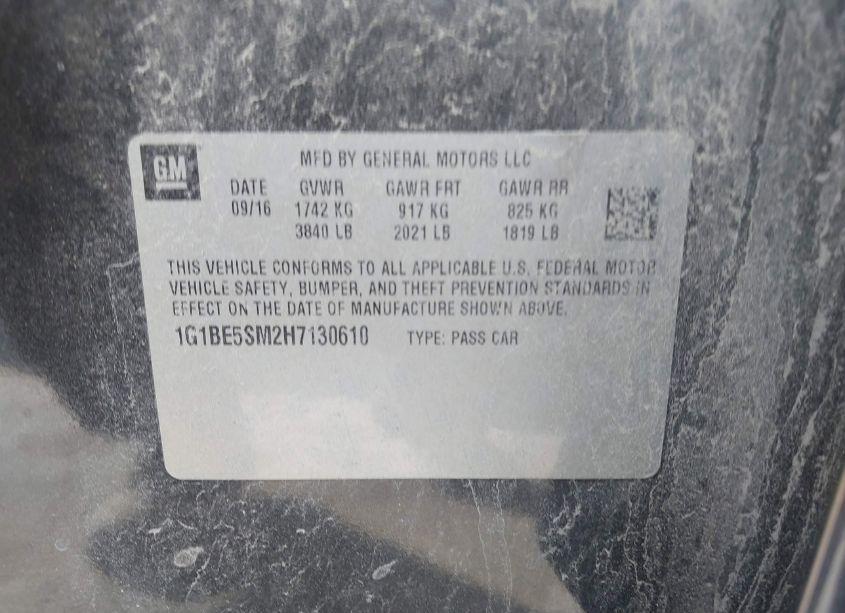 GM
MFD BY GENERAL MOTORS LLC
DATE GVWR GAWR FRT GAWR RR
09/16 1742 KG 917 KG 825 KG
3840 LB 2021 LB 1819 LB
THIS VEHICLE CONFORMS TO ALL APPLICABLE U.S. FEDERAL MOTOR
VEHICLE SAFETY, BUMPER, AND THEFT PREVENTION STANDARDS IN
EFFECT ON THE DATE OF MANUFACTURE SHOWN ABOVE.
1G1BE5SM2H7130610 TYPE: PASS CAR